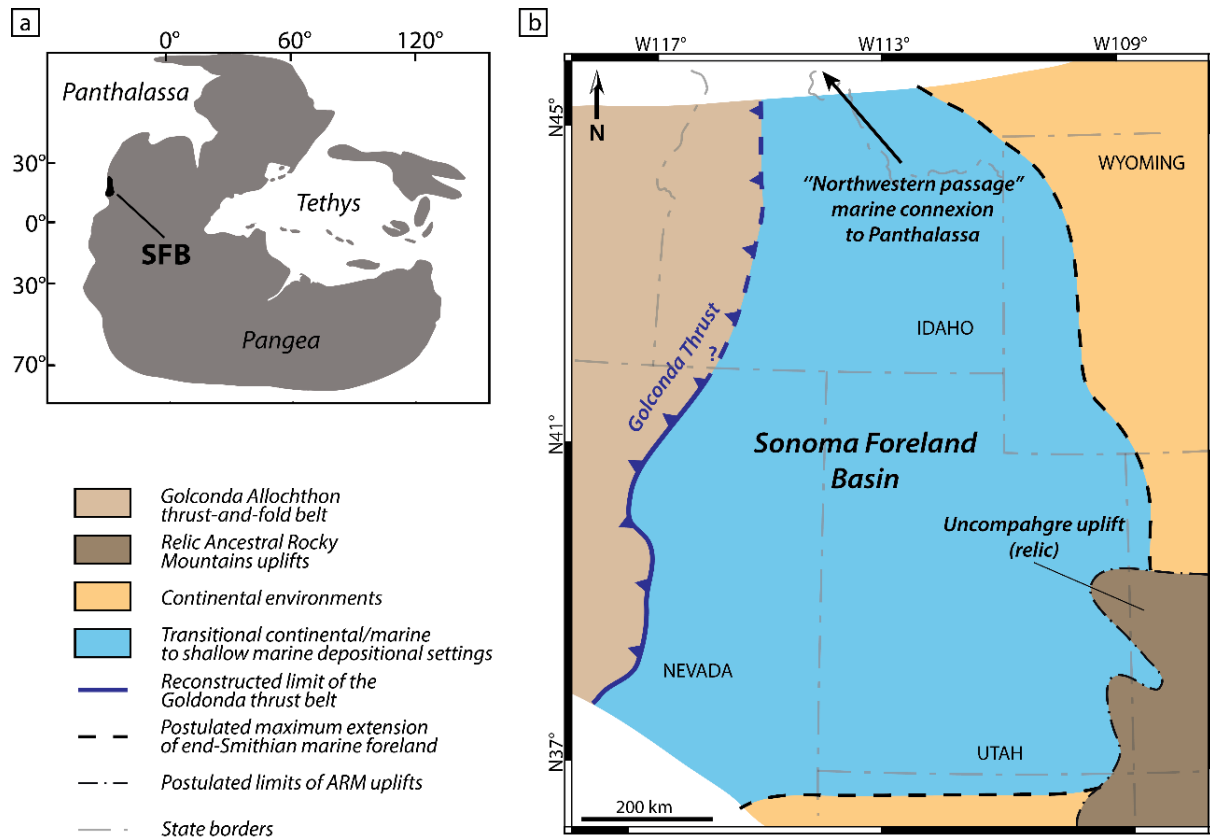 a
0°
60°
120°
Panthalassa
30°
0°
30°
70°
Tethys
SFB
Pangea
Golconda Allochthon
thrust-and-fold belt
Relic Ancestral Rocky
Mountains uplifts
Continental environments
Transitional continental/marine
to shallow marine depositional settings
Reconstructed limit of the
Goldonda thrust belt
Postulated maximum extension
of end-Smithian marine foreland
Postulated limits of ARM uplifts
State borders
b
W117°
W113°
W109°
N45°
N41°
N37°
N
WYOMING
"Northwestern passage"
marine connexion
to Panthalassa
IDAHO
Golconda Thrust
?
Sonoma Foreland
Basin
Uncompahgre uplift
(relic)
NEVADA
UTAH
200 km